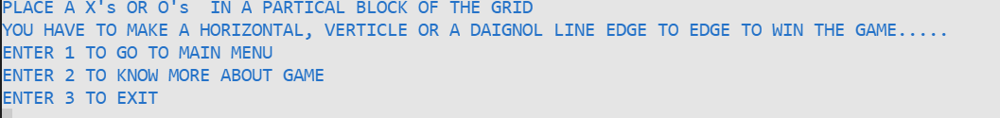 PLACE A X's OR O's  IN A PARTICAL BLOCK OF THE GRID
YOU HAVE TO MAKE A HORIZONTAL, VERTICLE OR A DAIGNOL LINE EDGE TO EDGE TO WIN THE GAME.....
ENTER 1 TO GO TO MAIN MENU
ENTER 2 TO KNOW MORE ABOUT GAME
ENTER 3 TO EXIT